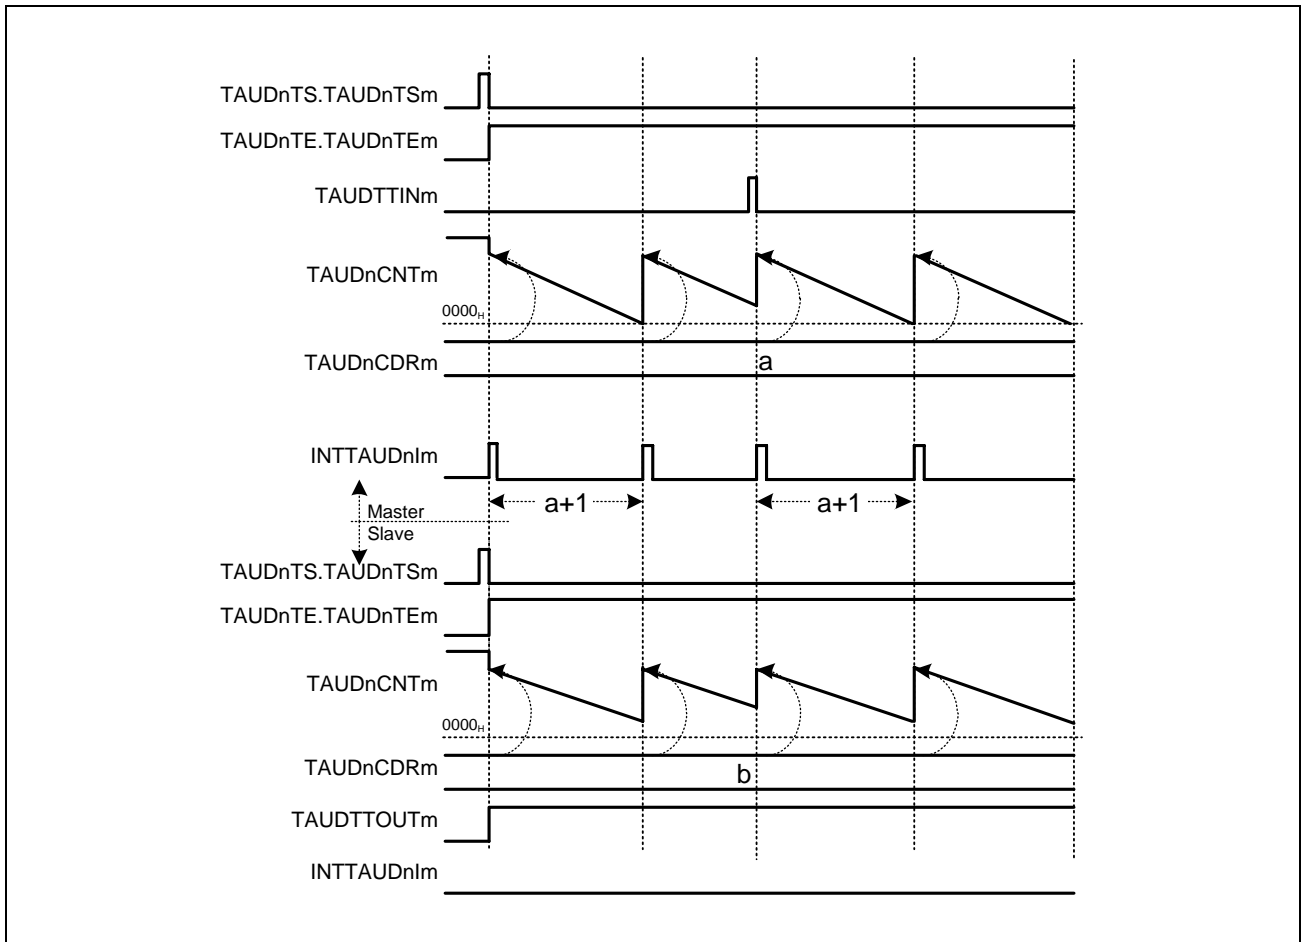 TAUDnTS.TAUDnTSm
TAUDnTE.TAUDnTEm
TAUDTTINm
TAUDnCNTm
0000H
TAUDnCDRm
a
INTTAUDnIm
a+1 a+1
Master
Slave
TAUDnTS.TAUDnTSm
TAUDnTE.TAUDnTEm
TAUDnCNTm
0000H
TAUDnCDRm
b
TAUDTTOUTm
INTTAUDnIm